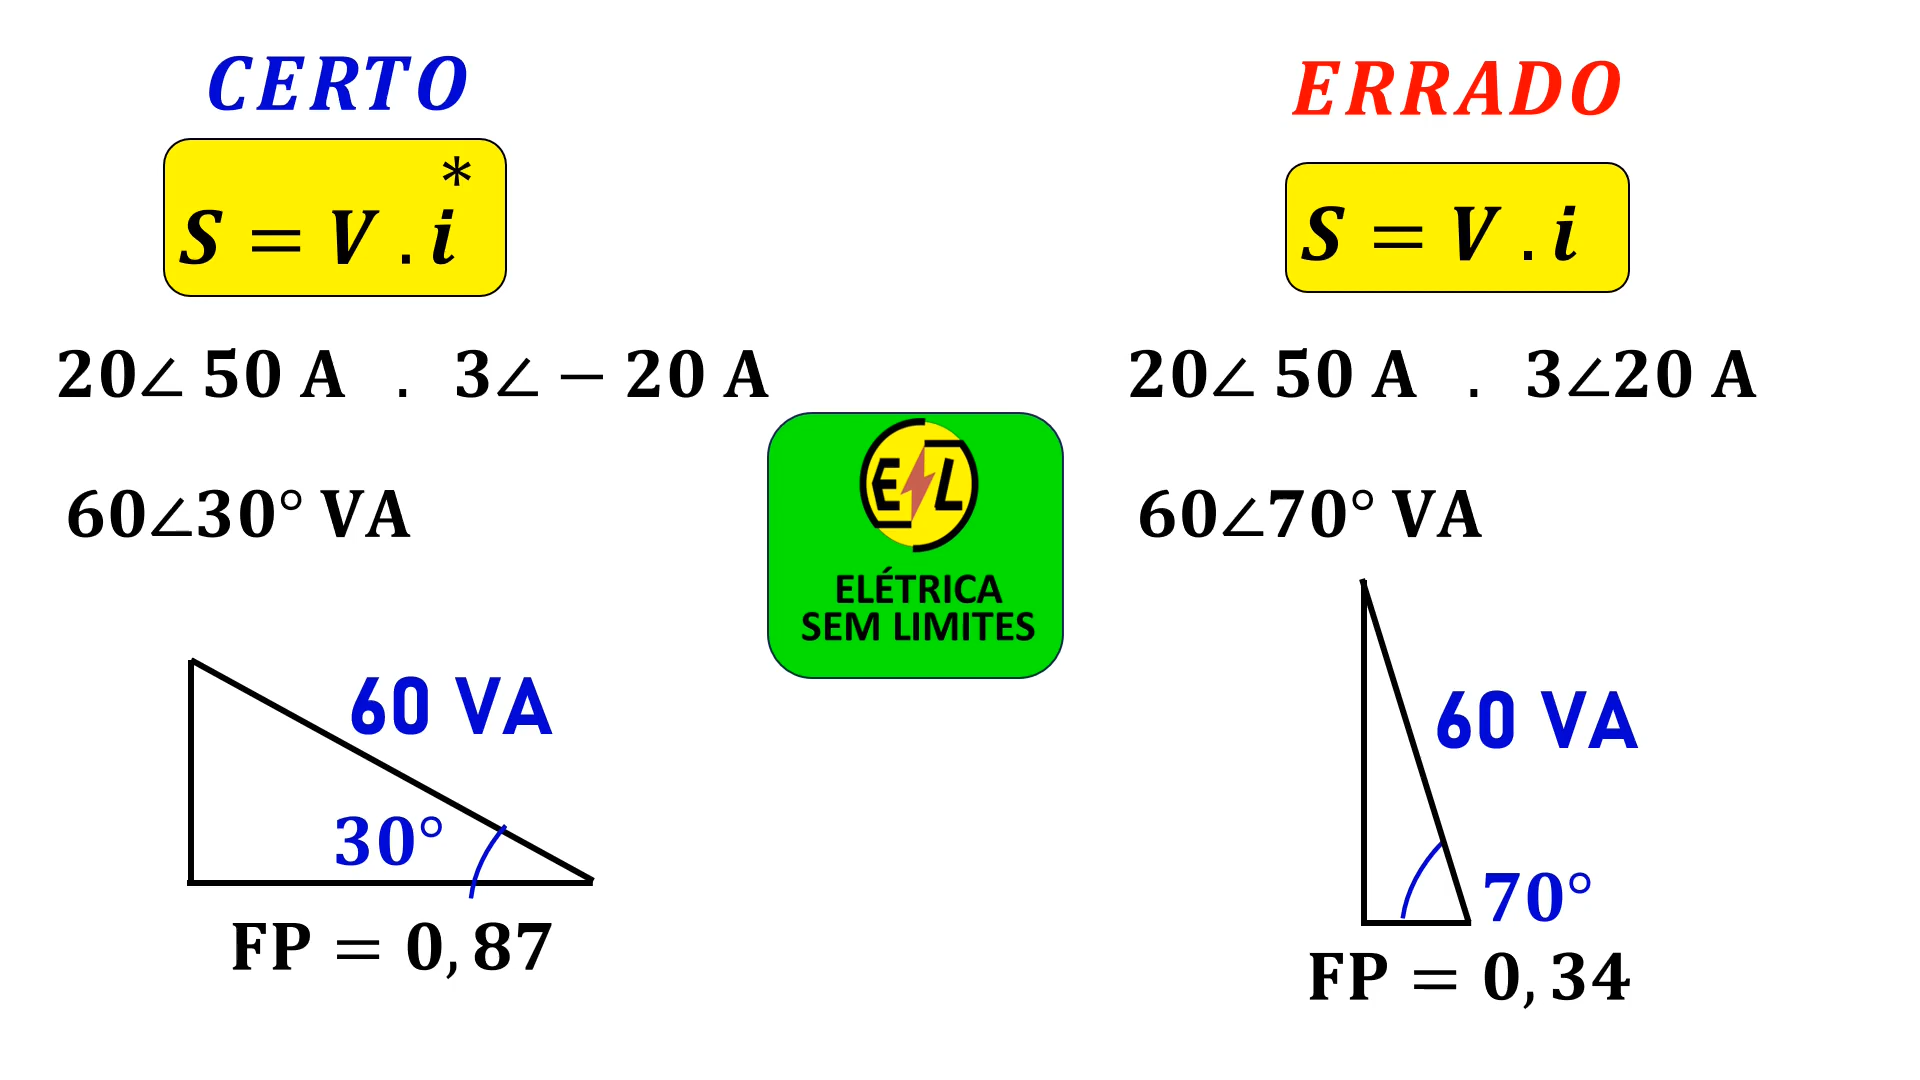 CERTO
S = V . i*
20∠ 50 A . 3∠ − 20 A
60∠30° VA
60 VA
30°
FP = 0,87
E L
ELÉTRICA
SEM LIMITES
ERRADO
S = V . i
20∠ 50 A . 3∠20 A
60∠70° VA
60 VA
70°
FP = 0,34